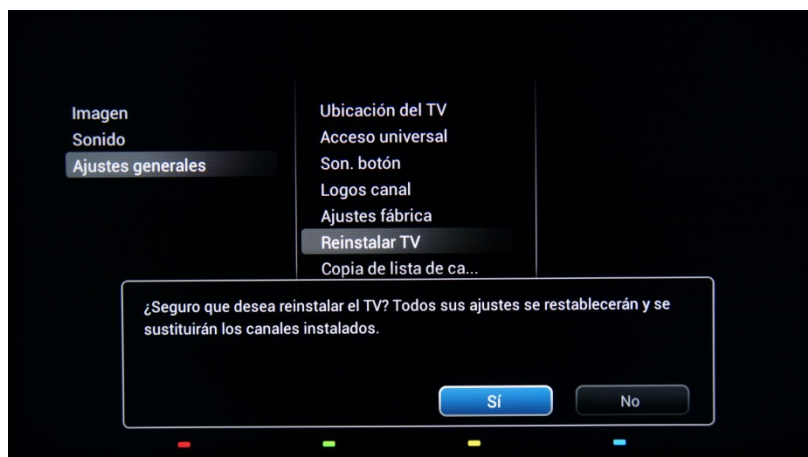 Imagen
Sonido
Ajustes generales
Ubicación del TV
Acceso universal
Son. botón
Logos canal
Ajustes fábrica
Reinstalar TV
Copia de lista de ca...
¿Seguro que desea reinstalar el TV? Todos sus ajustes se restablecerán y se
sustituirán los canales instalados.
Sí
No